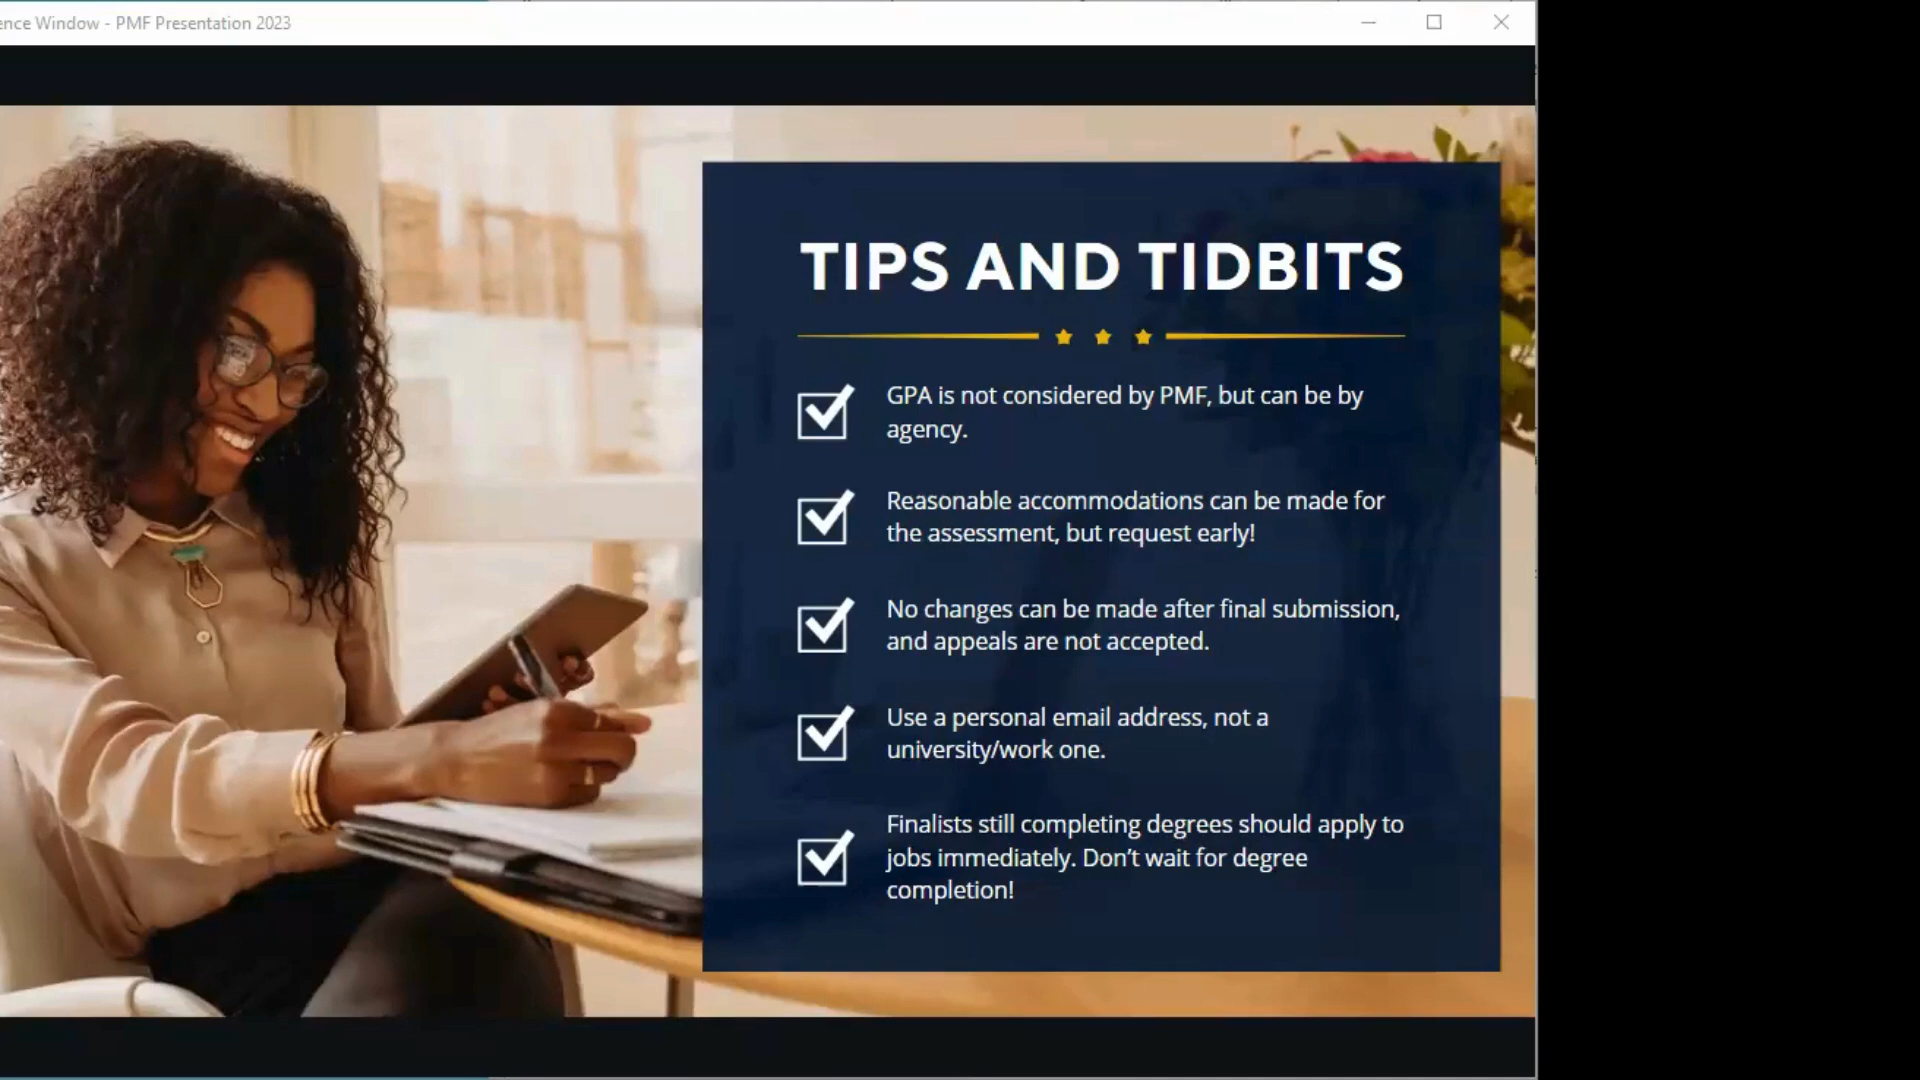 ence Window - PMF Presentation 2023
TIPS AND TIDBITS
GPA is not considered by PMF, but can be by
agency.
Reasonable accommodations can be made for
the assessment, but request early!
No changes can be made after final submission,
and appeals are not accepted.
Use a personal email address, not a
university/work one.
Finalists still completing degrees should apply to
jobs immediately. Don't wait for degree
completion!